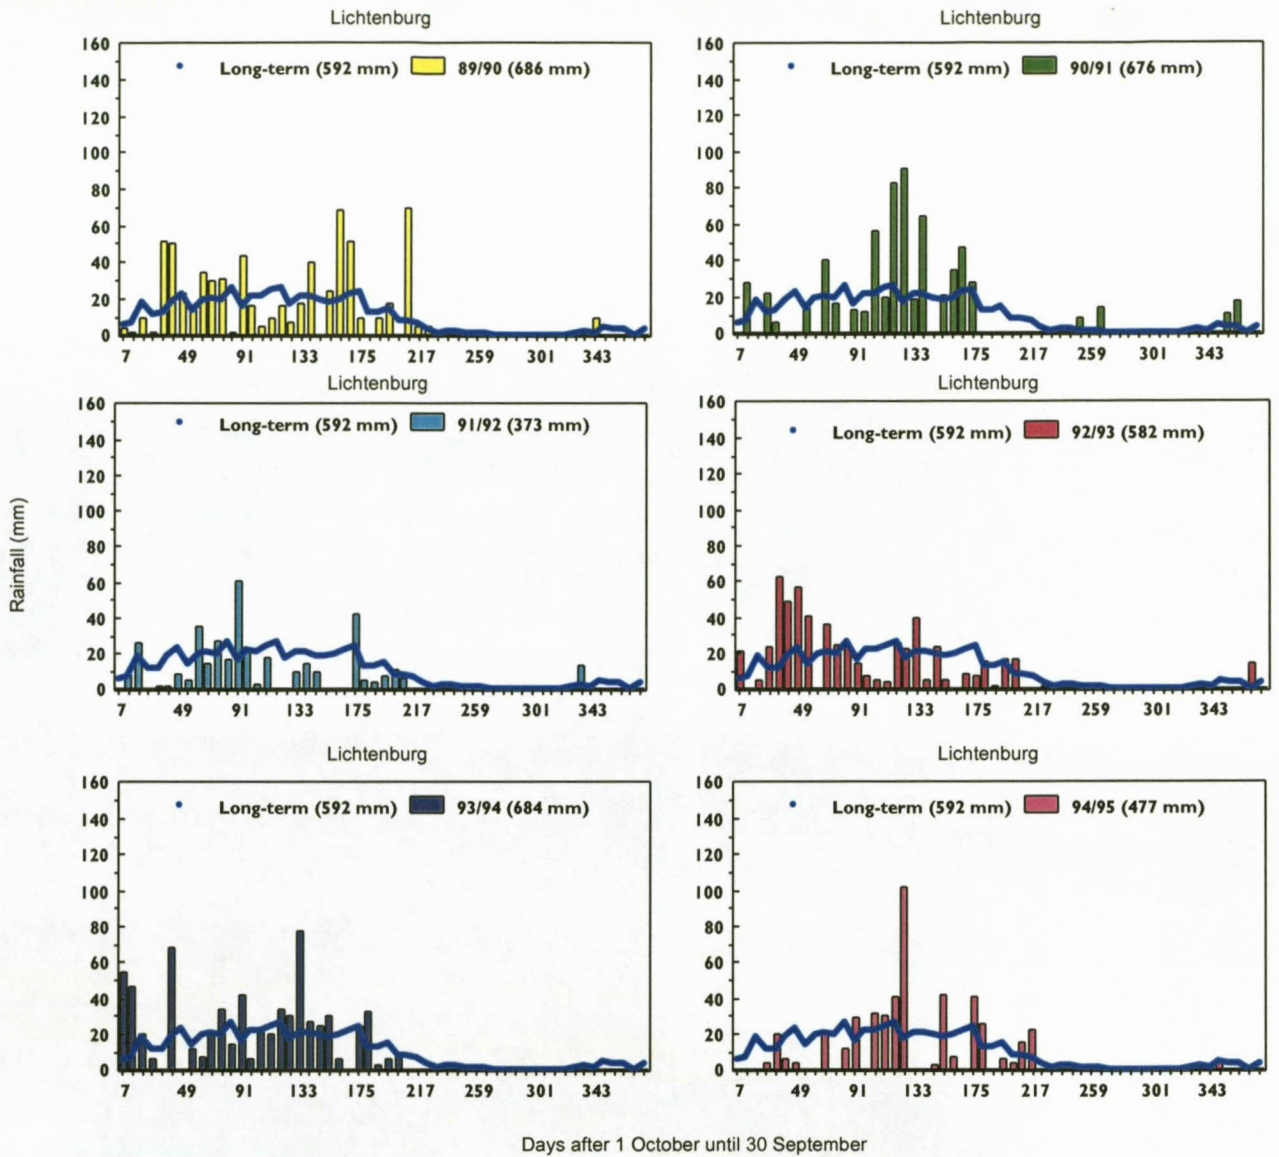 Lichtenburg
Long-term (592 mm) 89/90 (686 mm)
160
140
120
100
80
60
40
20
0
7 49 91 133 175 217 259 301 343
Lichtenburg
Long-term (592 mm) 90/91 (676 mm)
160
140
120
100
80
60
40
20
0
7 49 91 133 175 217 259 301 343
Rainfall (mm)
Lichtenburg
Long-term (592 mm) 91/92 (373 mm)
160
140
120
100
80
60
40
20
0
7 49 91 133 175 217 259 301 343
Lichtenburg
Long-term (592 mm) 92/93 (582 mm)
160
140
120
100
80
60
40
20
0
7 49 91 133 175 217 259 301 343
Lichtenburg
Long-term (592 mm) 93/94 (684 mm)
160
140
120
100
80
60
40
20
0
7 49 91 133 175 217 259 301 343
Lichtenburg
Long-term (592 mm) 94/95 (477 mm)
160
140
120
100
80
60
40
20
0
7 49 91 133 175 217 259 301 343
Days after 1 October until 30 September